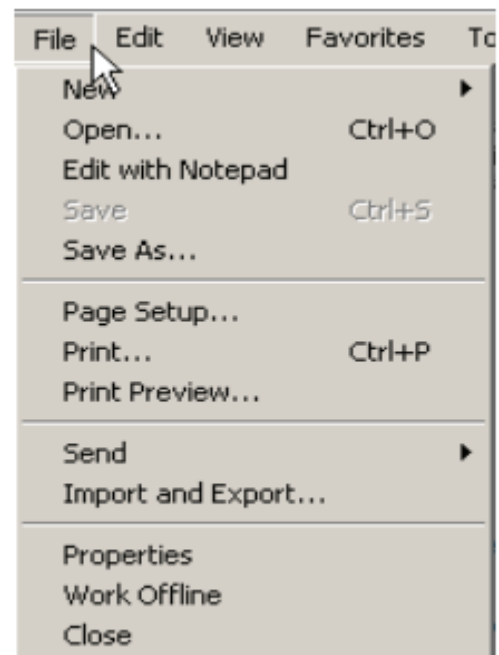 File Edit View Favorites
New
Open... Ctrl+O
Edit with Notepad
Save Ctrl+S
Save As...
Page Setup...
Print... Ctrl+P
Print Preview...
Send
Import and Export...
Properties
Work Offline
Close